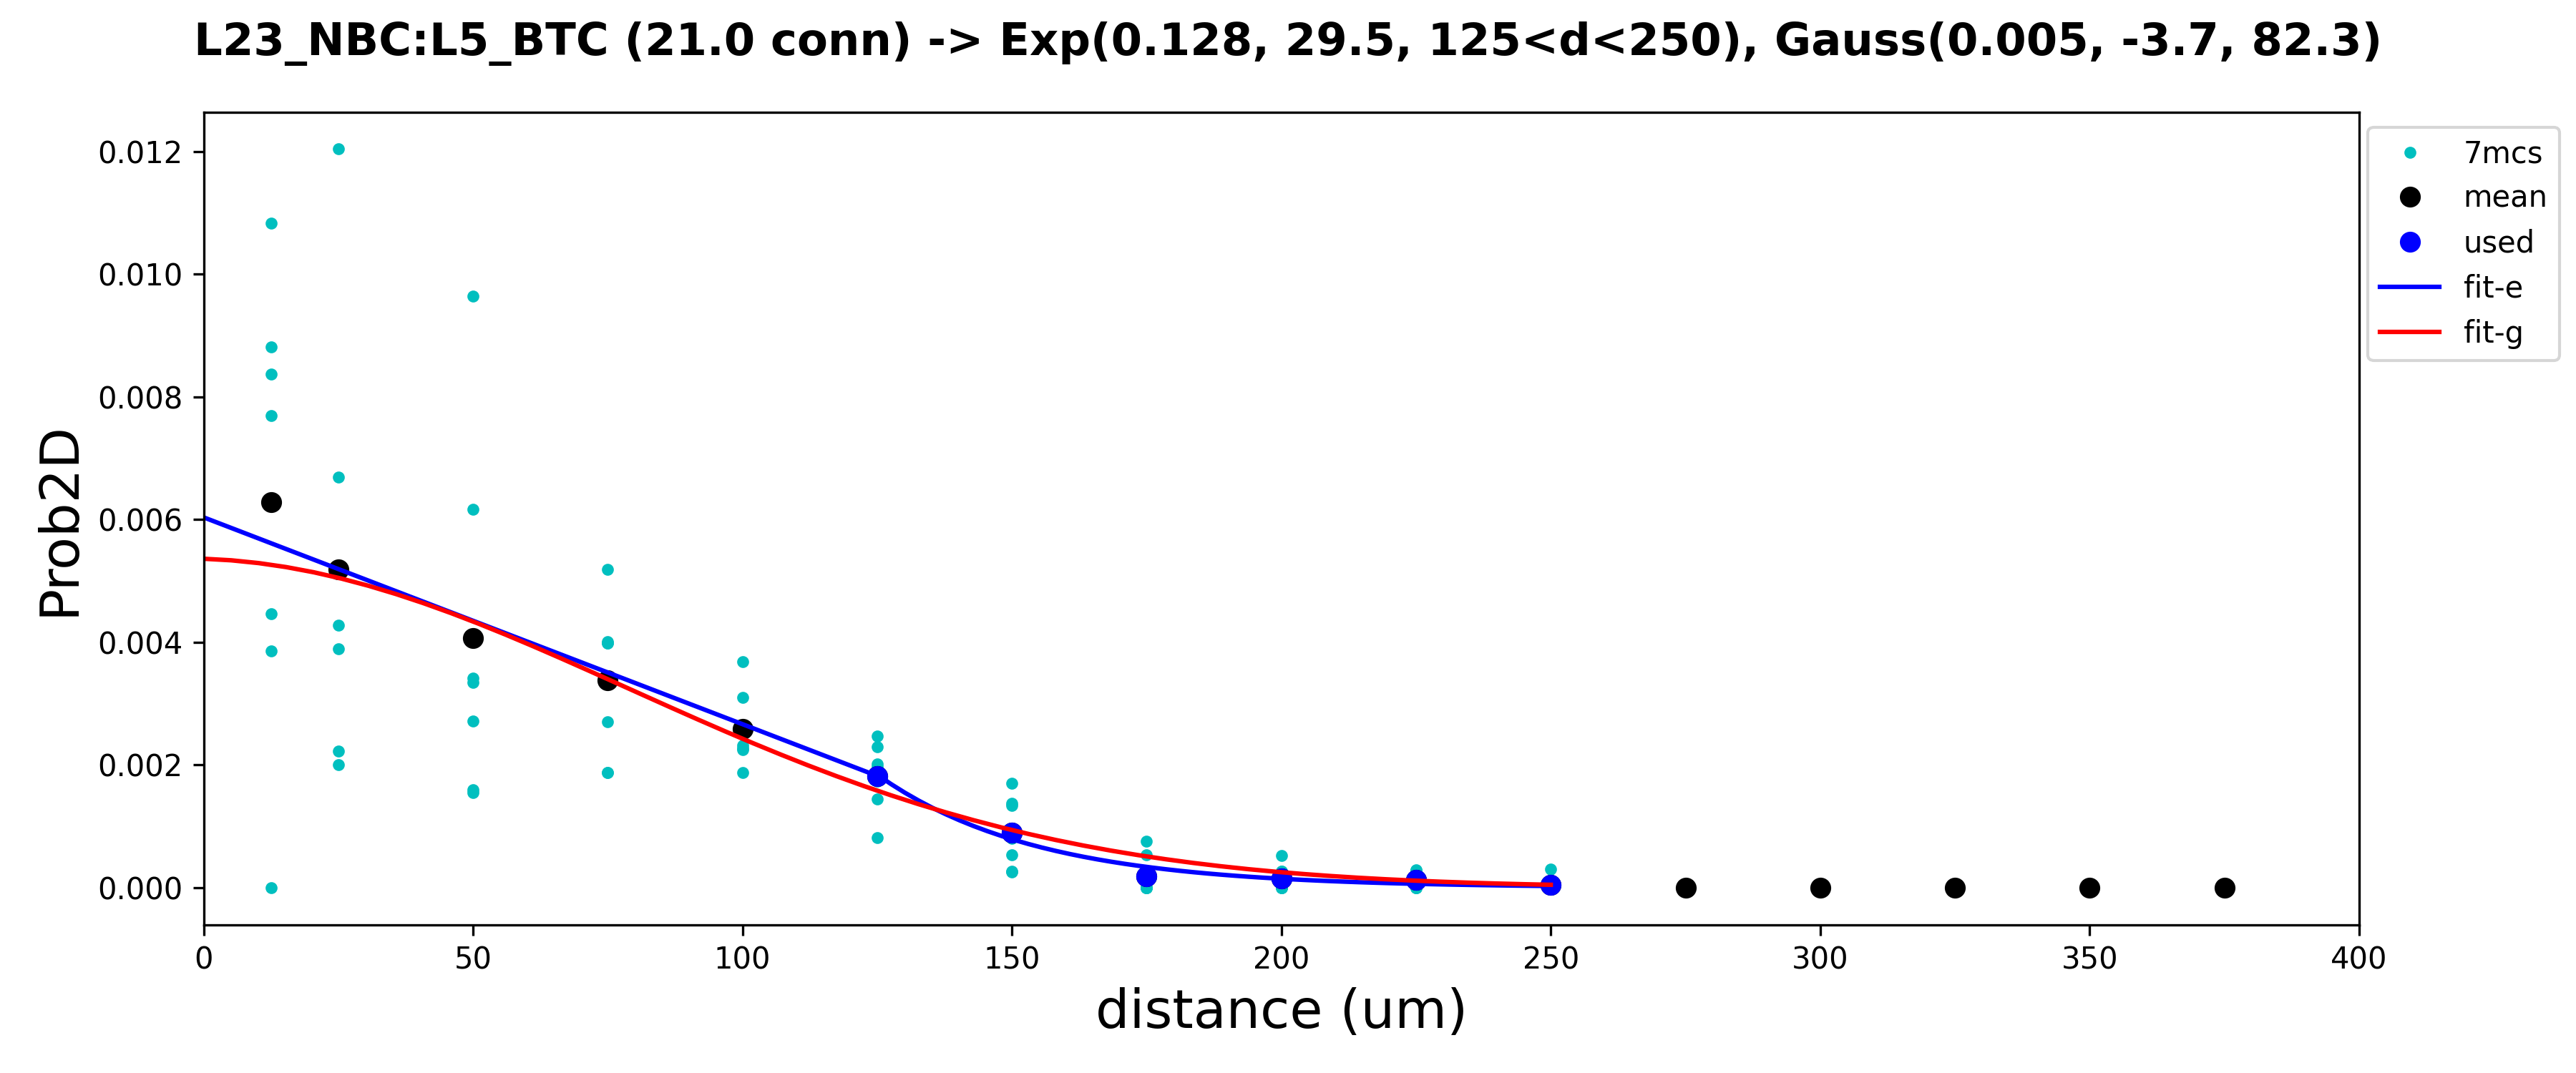 L23_NBC:L5_BTC (21.0 conn) -> Exp(0.128, 29.5, 125<d<250), Gauss(0.005, -3.7, 82.3)
0.012
0.010
0.008
0.006
0.004
0.002
0.000
Prob2D
0 50 100 150 200 250 300 350 400
distance (um)
7mcs
mean
used
fit-e
fit-g